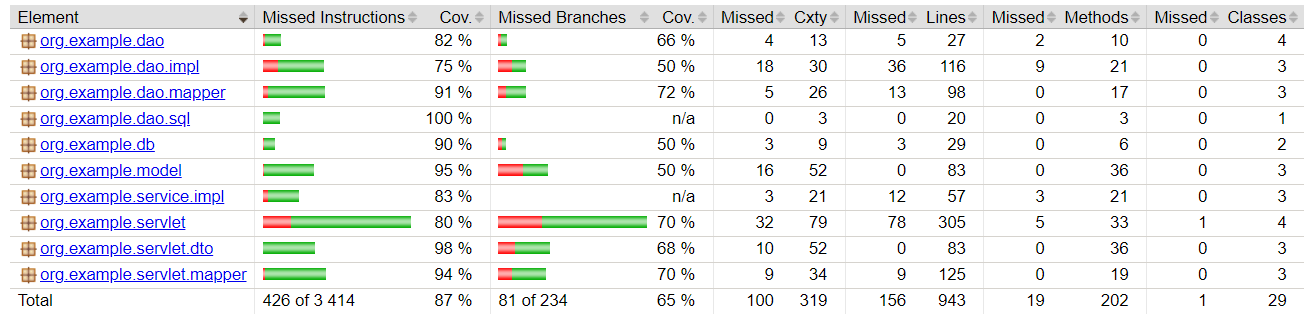 Element Missed Instructions Cov. Missed Branches Cov. Missed Cxty Missed Lines Missed Methods Missed Classes
org.example.dao 82 % 66 % 4 13 5 27 2 10 0 4
org.example.dao.impl 75 % 50 % 18 30 36 116 9 21 0 3
org.example.dao.mapper 91 % 72 % 5 26 13 98 0 17 0 3
org.example.dao.sql 100 % n/a 0 3 0 20 0 3 0 1
org.example.db 90 % 50 % 3 9 3 29 0 6 0 2
org.example.model 95 % 50 % 16 52 0 83 0 36 0 3
org.example.service.impl 83 % n/a 3 21 12 57 3 21 0 3
org.example.servlet 80 % 70 % 32 79 78 305 5 33 1 4
org.example.servlet.dto 98 % 68 % 10 52 0 83 0 36 0 3
org.example.servlet.mapper 94 % 70 % 9 34 9 125 0 19 0 3
Total 426 of 3 414 87 % 81 of 234 65 % 100 319 156 943 19 202 1 29